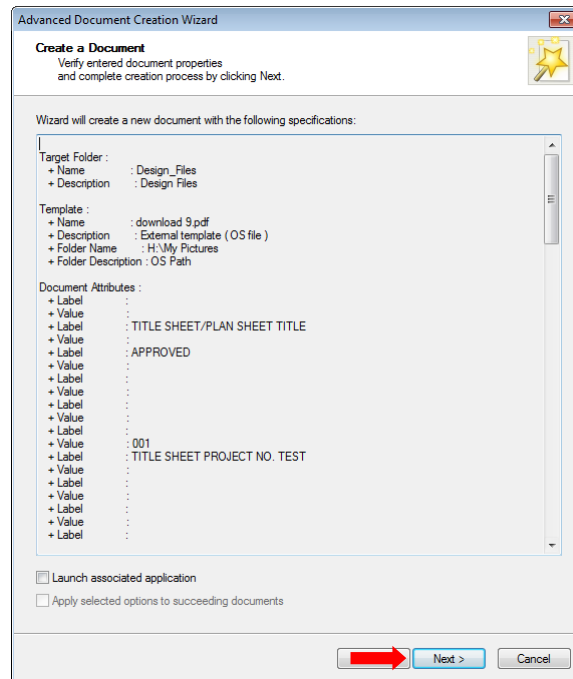 Advanced Document Creation Wizard
Create a Document
Verify entered document properties
and complete creation process by clicking Next.
Wizard will create a new document with the following specifications:
Target Folder :
+ Name : Design_Files
+ Description : Design Files
Template :
+ Name : download 9.pdf
+ Description : External template ( OS file )
+ Folder Name : H:\My Pictures
+ Folder Description : OS Path
Document Attributes :
+ Label :
+ Value :
+ Label : TITLE SHEET/PLAN SHEET TITLE
+ Value :
+ Label : APPROVED
+ Value :
+ Label :
+ Value :
+ Label :
+ Value :
+ Label :
+ Value : 001
+ Label : TITLE SHEET PROJECT NO. TEST
+ Value :
+ Label :
+ Value :
+ Label :
+ Value :
+ Label :
Launch associated application
Apply selected options to succeeding documents
Next >
Cancel